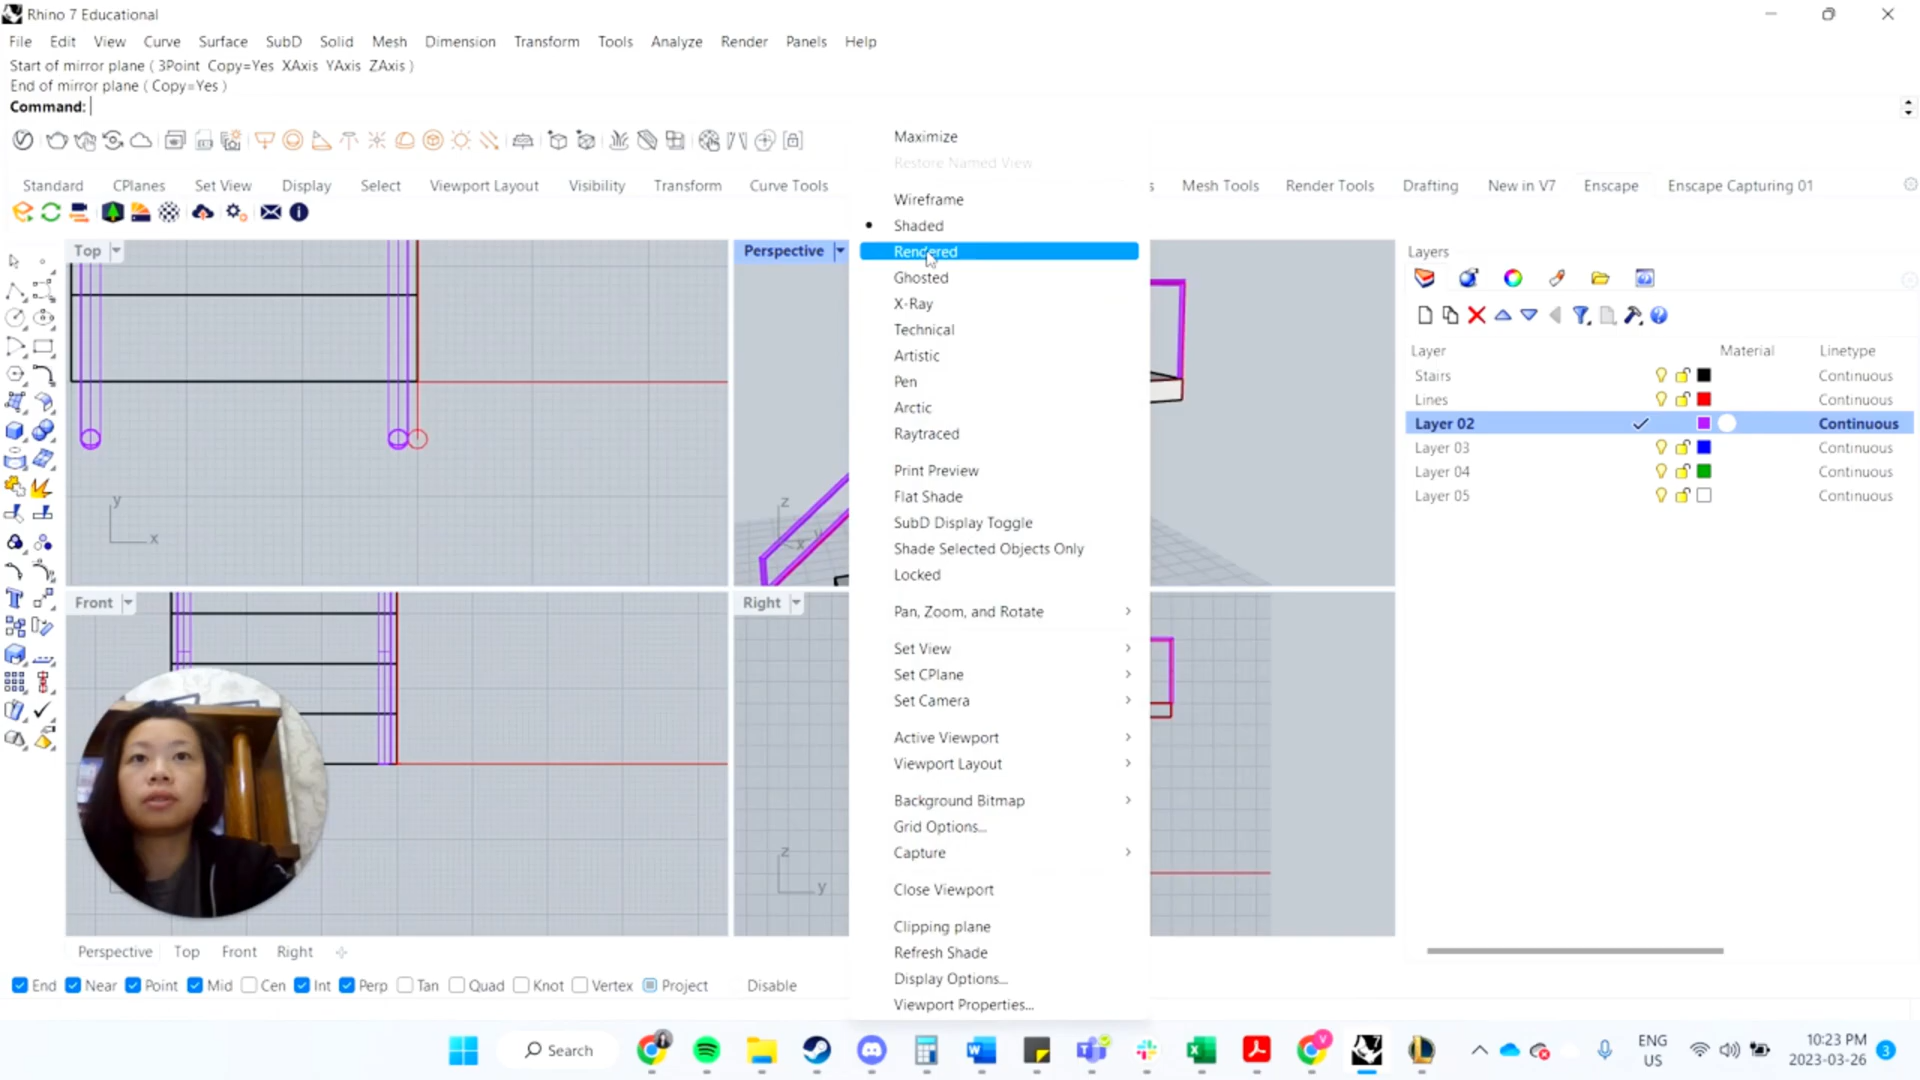 Rhino 7 Educational
File Edit View Curve Surface SubD Solid Mesh Dimension Transform Tools Analyze Render Panels Help
Start of mirror plane ( 3Point Copy=Yes XAxis YAxis ZAxis )
End of mirror plane ( Copy=Yes )
Command:
Standard CPlanes Set View Display Select Viewport Layout Visibility Transform Curve Tools s Mesh Tools Render Tools Drafting New in V7 Enscape Enscape Capturing 01
Top
y
x
Perspective
z
x
y
Front
Right
z
y
Maximize
Restore Named View
Wireframe
Shaded
Rendered
Ghosted
X-Ray
Technical
Artistic
Pen
Arctic
Raytraced
Print Preview
Flat Shade
SubD Display Toggle
Shade Selected Objects Only
Locked
Pan, Zoom, and Rotate
Set View
Set CPlane
Set Camera
Active Viewport
Viewport Layout
Background Bitmap
Grid Options...
Capture
Close Viewport
Clipping plane
Refresh Shade
Display Options...
Viewport Properties...
Layers
Layer Material Linetype
Stairs Continuous
Lines Continuous
Layer 02 Continuous
Layer 03 Continuous
Layer 04 Continuous
Layer 05 Continuous
Perspective Top Front Right
End Near Point Mid Cen Int Perp Tan Quad Knot Vertex Project Disable
Search
ENG
US
10:23 PM
2023-03-26
3